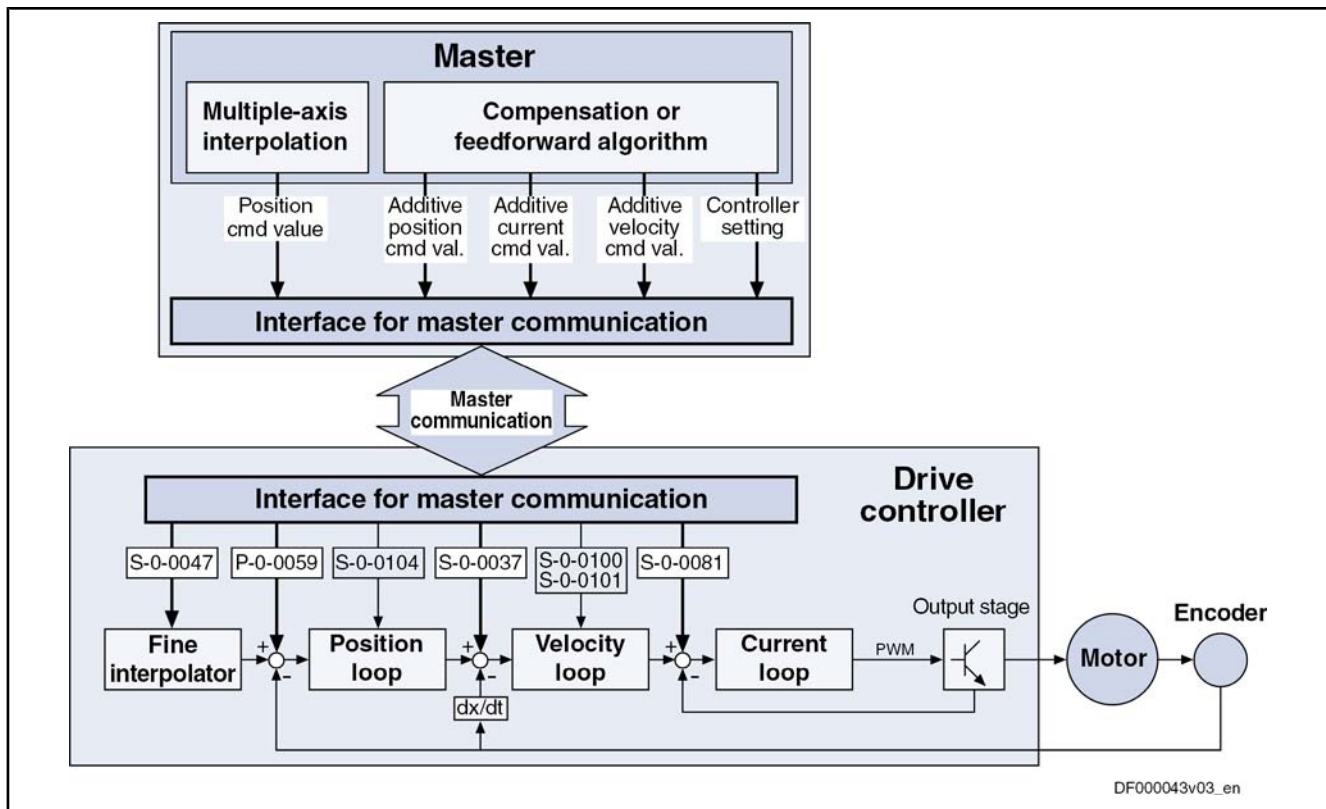 Master
Multiple-axis
interpolation
Compensation or
feedforward algorithm
Position
cmd value
Additive
position
cmd val.
Additive
current
cmd val.
Additive
velocity
cmd val.
Controller
setting
Interface for master communication
Master
communication
Interface for master communication
Drive
controller
S-0-0047
P-0-0059
S-0-0104
S-0-0037
S-0-0100
S-0-0101
S-0-0081
Output stage
Encoder
Fine
interpolator
+
-
Position
loop
+
-
Velocity
loop
+
-
Current
loop
PWM
Motor
dx/dt
DF000043v03_en